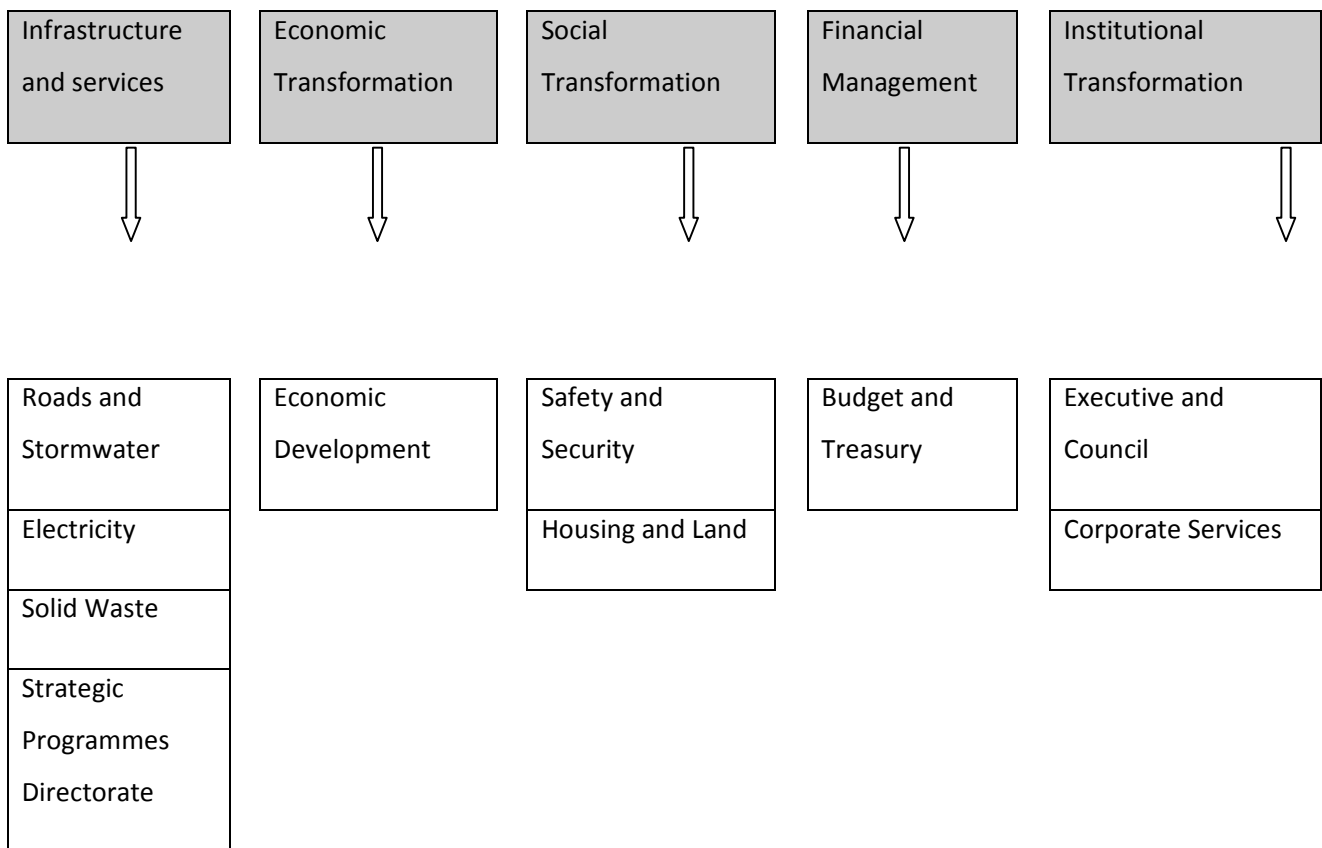 Infrastructure
and services
Economic
Transformation
Social
Transformation
Financial
Management
Institutional
Transformation
Roads and
Stormwater
Electricity
Solid Waste
Strategic
Programmes
Directorate
Economic
Development
Safety and
Security
Housing and Land
Budget and
Treasury
Executive and
Council
Corporate Services